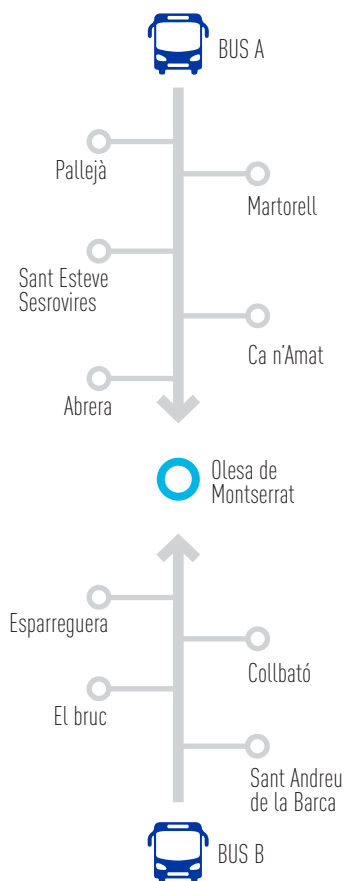 BUS A
Pallejà
Martorell
Sant Esteve
Sesrovires
Ca n'Amat
Abrera
Olesa de
Montserrat
Esparreguera
Collbató
El bruc
Sant Andreu
de la Barca
BUS B